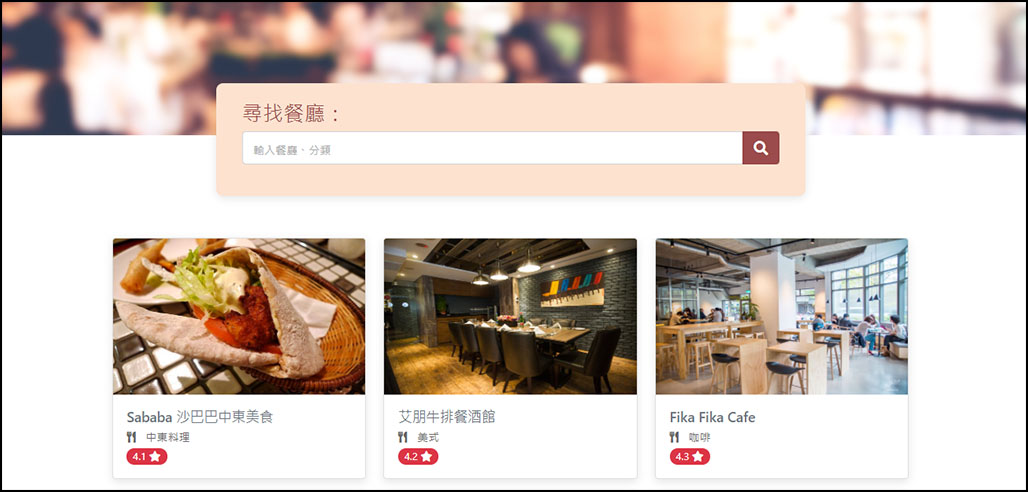 尋找餐廳：
輸入餐廳、分類
Sababa 沙巴巴中東美食
中東料理
4.1
艾朋牛排餐酒館
美式
4.2
Fika Fika Cafe
咖啡
4.3